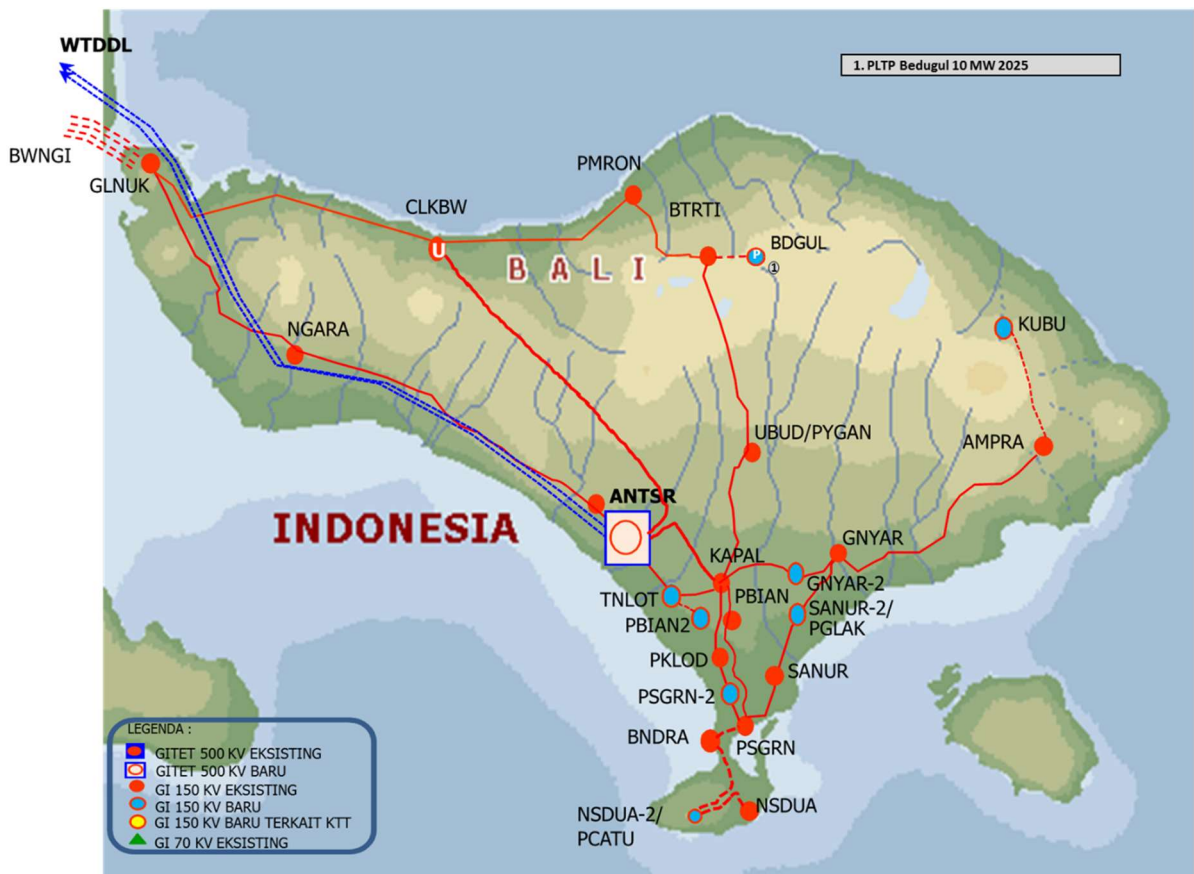 WTDDL
1. PLTP Bedugul 10 MW 2025
BWNGI
GLNUK
PMRON
CLKBW
BTRTI
U
BDGUL
P
①
BALI
NGARA
KUBU
UBUD/PYGAN
AMPRA
ANTSR
INDONESIA
GNYAR
KAPAL
GNYAR-2
TNLOT
PBIAN
SANUR-2/
PGLAK
PBIAN2
PKLOD
SANUR
PSGRN-2
BNDRA
PSGRN
NSDUA-2/
PCATU
NSDUA
LEGENDA :
GITET 500 KV EKSISTING
GITET 500 KV BARU
GI 150 KV EKSISTING
GI 150 KV BARU
GI 150 KV BARU TERKAIT KTT
GI 70 KV EKSISTING